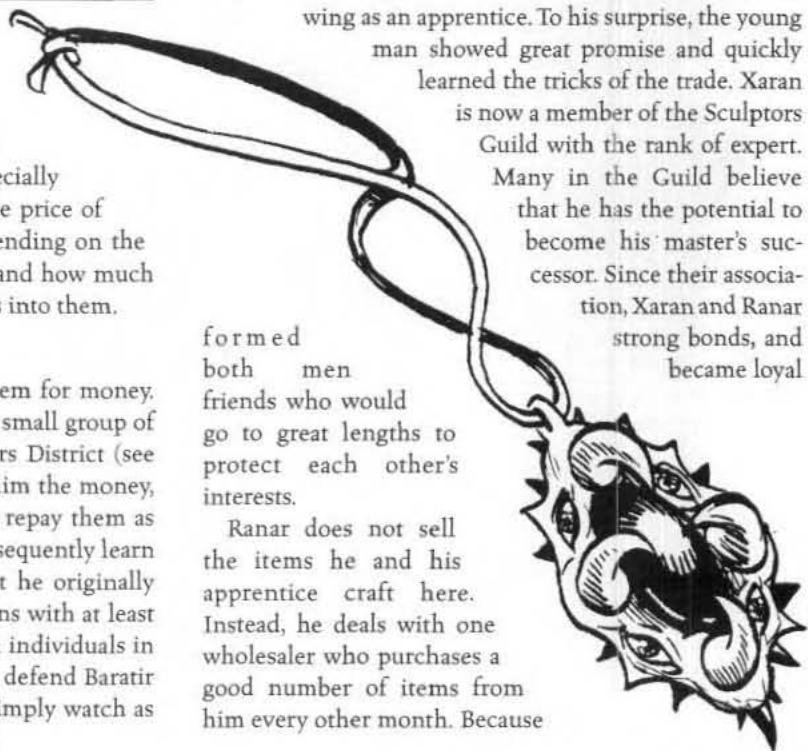 ecially
e price of
ending on the
and how much
s into them.
em for money.
small group of
rs District (see
im the money,
repay them as
sequently learn
t he originally
ns with at least
individuals in
defend Baratir
imply watch as
wing as an apprentice. To his surprise, the young
man showed great promise and quickly
learned the tricks of the trade. Xaran
is now a member of the Sculptors
Guild with the rank of expert.
Many in the Guild believe
that he has the potential to
become his master's suc-
cessor. Since their associa-
tion, Xaran and Ranar
formed strong bonds, and
both men became loyal
friends who would
go to great lengths to
protect each other's
interests.
Ranar does not sell
the items he and his
apprentice craft here.
Instead, he deals with one
wholesaler who purchases a
good number of items from
him every other month. Because